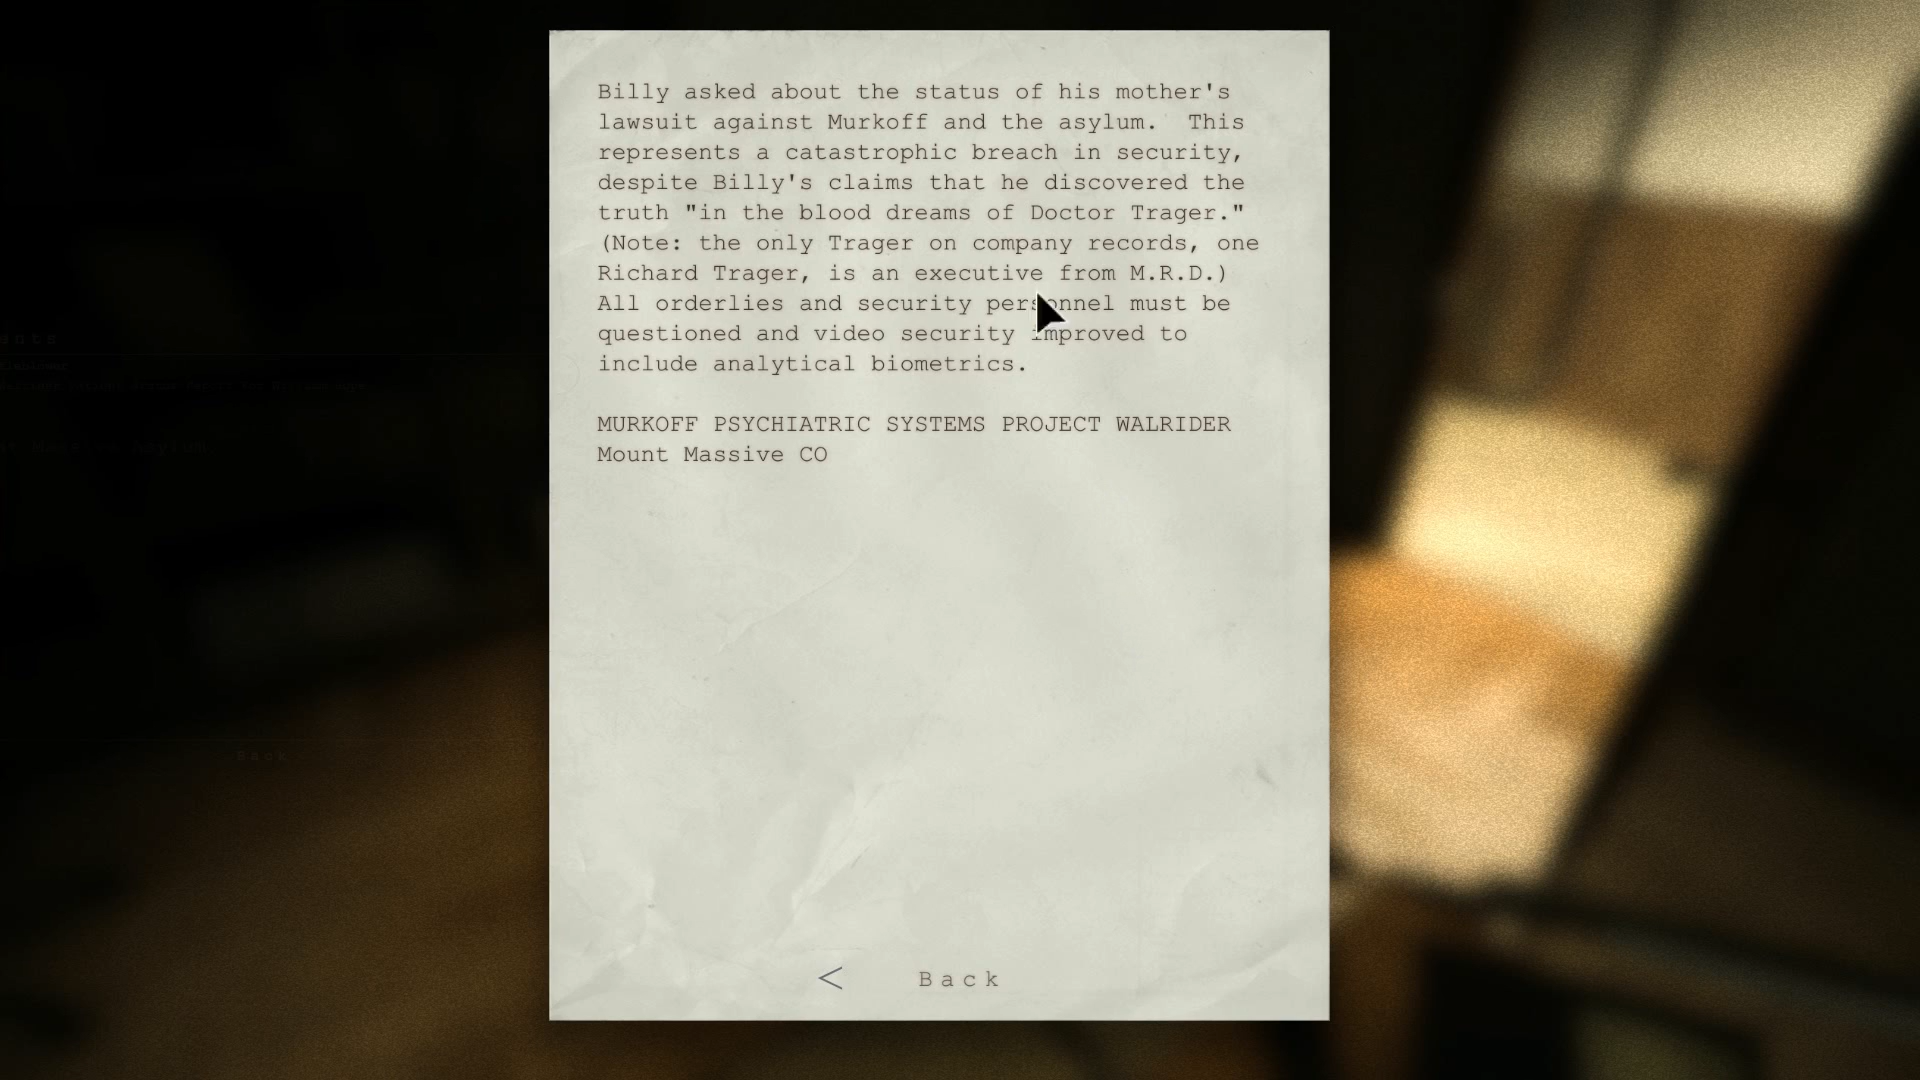 Billy asked about the status of his mother's
lawsuit against Murkoff and the asylum.  This
represents a catastrophic breach in security,
despite Billy's claims that he discovered the
truth "in the blood dreams of Doctor Trager."
(Note: the only Trager on company records, one
Richard Trager, is an executive from M.R.D.)
All orderlies and security personnel must be
questioned and video security improved to
include analytical biometrics.
MURKOFF PSYCHIATRIC SYSTEMS PROJECT WALRIDER
Mount Massive CO
< Back
Back